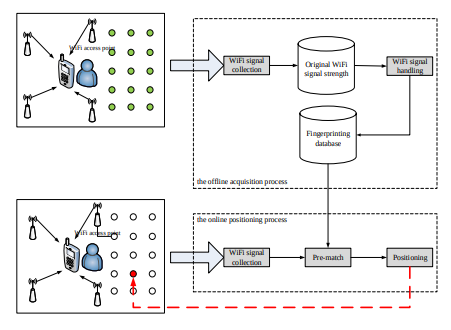 WiFi access point
WiFi signal
collection
Original WiFi
signal strength
WiFi signal
handling
Fingerprinting
database
the offline acquisition process
the online positioning process
WiFi access point
WiFi signal
collection
Pre-match
Positioning